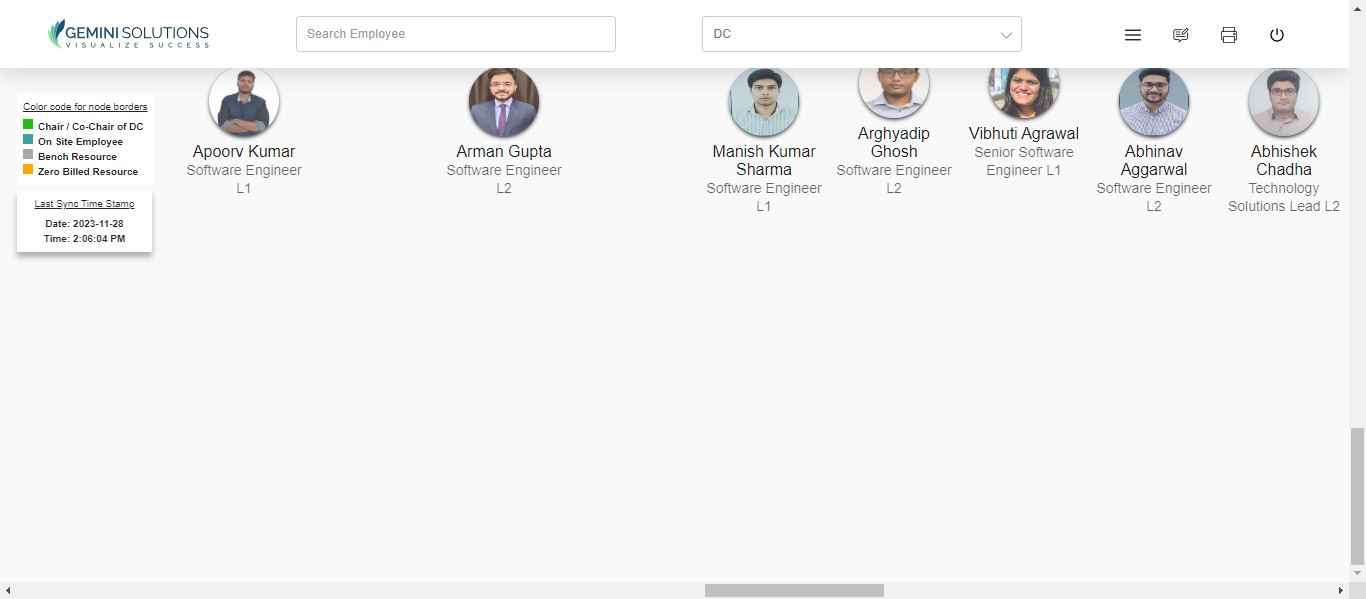 GEMINI SOLUTIONS
VISUALIZE SUCCESS
Search Employee
DC
Color code for node borders
Chair / Co-Chair of DC
On Site Employee
Bench Resource
Zero Billed Resource
Last Sync Time Stamp
Date: 2023-11-28
Time: 2:06:04 PM
Apoorv Kumar
Software Engineer
L1
Arman Gupta
Software Engineer
L2
Manish Kumar
Sharma
Software Engineer
L1
Arghyadip
Ghosh
Software Engineer
L2
Vibhuti Agrawal
Senior Software
Engineer L1
Abhinav
Aggarwal
Software Engineer
L2
Abhishek
Chadha
Technology
Solutions Lead L2